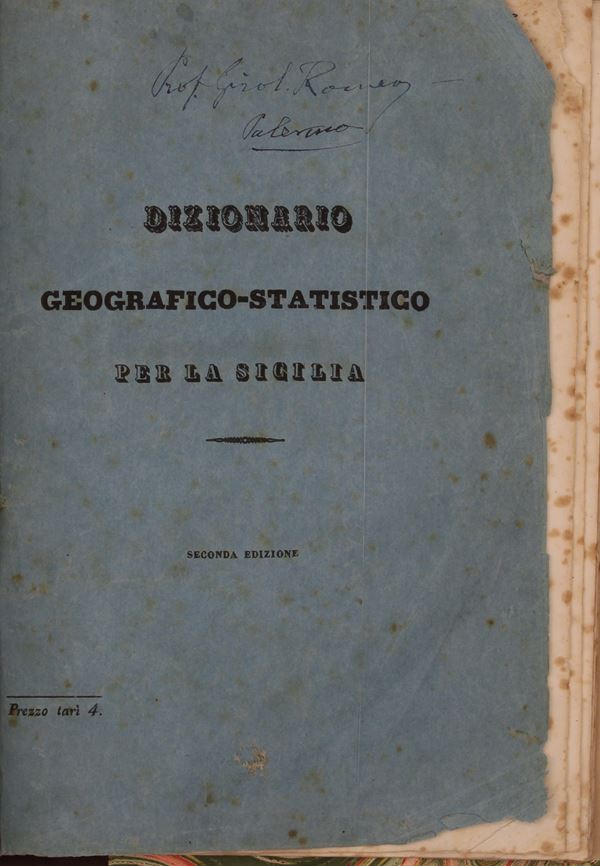 Prof. Girol. Romeo
Palermo
DIZIONARIO
GEOGRAFICO-STATISTICO
PER LA SICILIA
SECONDA EDIZIONE
Prezzo tarì 4.